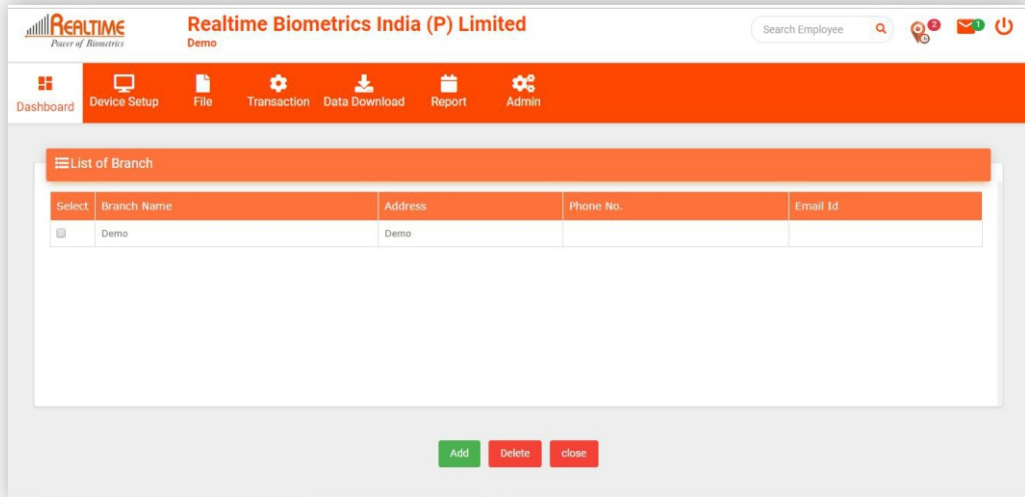 REALTIME
Power of Biometrics
Realtime Biometrics India (P) Limited
Demo
Search Employee
2
1
Dashboard
Device Setup
File
Transaction
Data Download
Report
Admin
List of Branch
Select Branch Name Address Phone No. Email Id
Demo Demo
Add Delete close